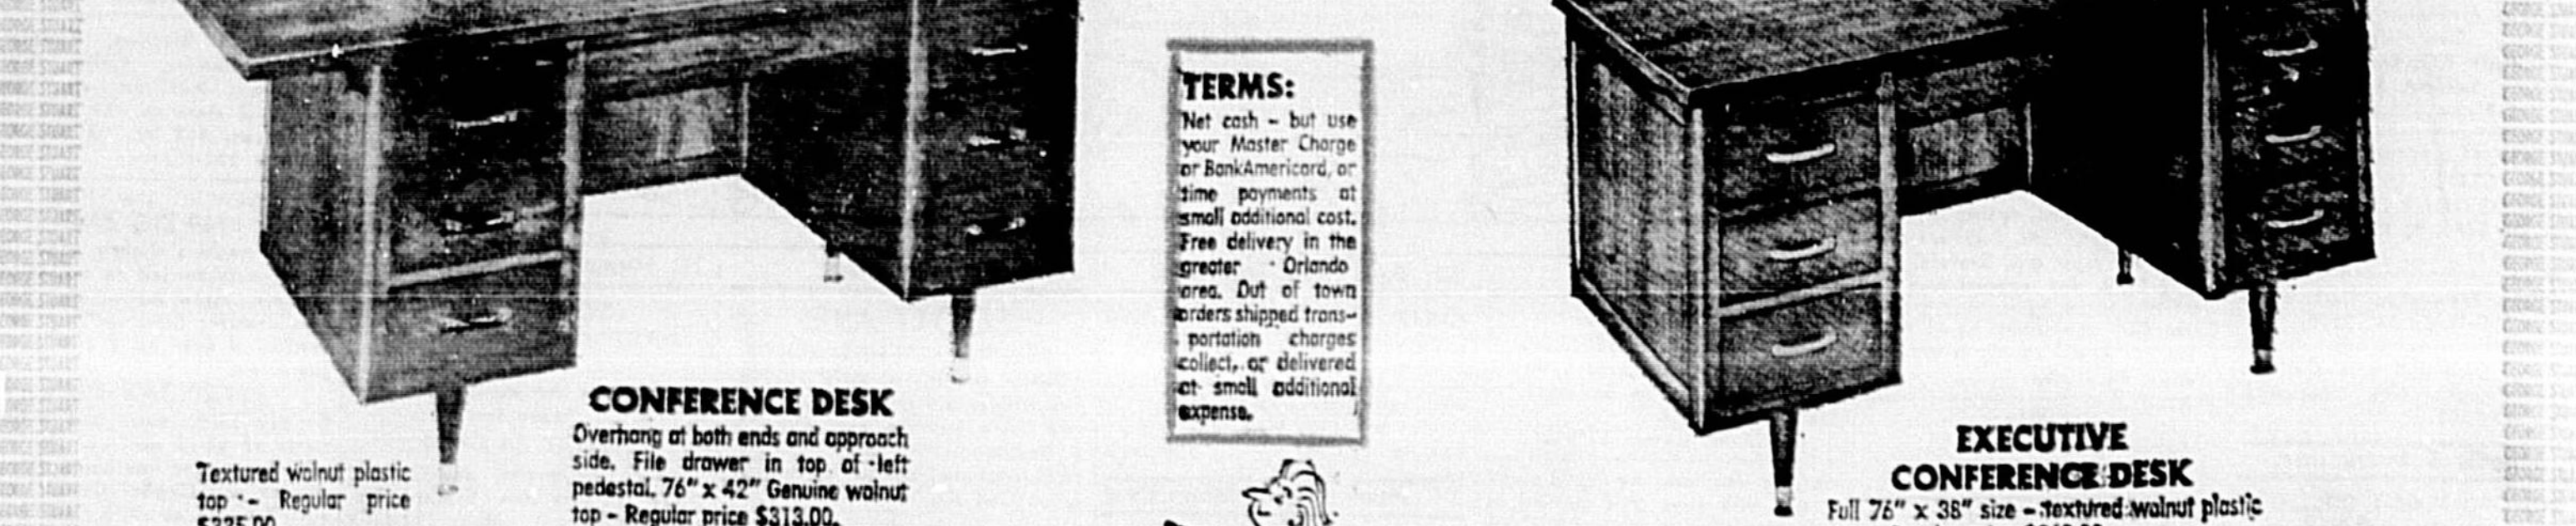 Textured walnut plastic
top - Regular price
CONFERENCE DESK
Overhang at both ends and approach
side. File drawer in top of left
pedestal. 76" x 42" Genuine walnut
top - Regular price $313.00.
TERMS:
Net cash - but use
your Master Charge
or BankAmericard, or
time payments at
small additional cost.
Free delivery in the
greater Orlando
area. Out of town
orders shipped trans-
portation charges
collect, or delivered
at small additional
expense.
EXECUTIVE
CONFERENCE DESK
Full 76" x 38" size - textured walnut plastic